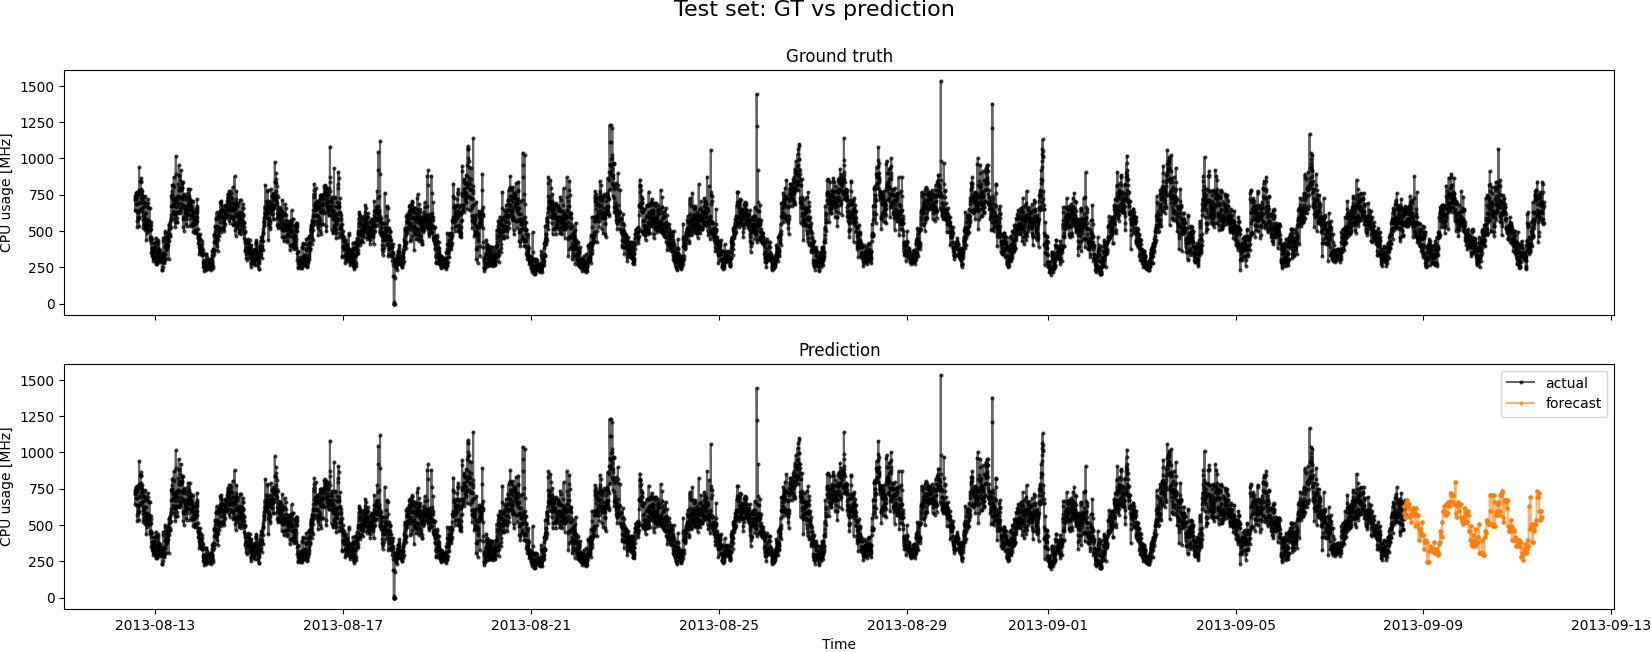 Test set: GT vs prediction
Ground truth
CPU usage [MHz]
1500
1250
1000
750
500
250
0
Prediction
CPU usage [MHz]
1500
1250
1000
750
500
250
0
actual
forecast
2013-08-13 2013-08-17 2013-08-21 2013-08-25 2013-08-29 2013-09-01 2013-09-05 2013-09-09 2013-09-13
Time